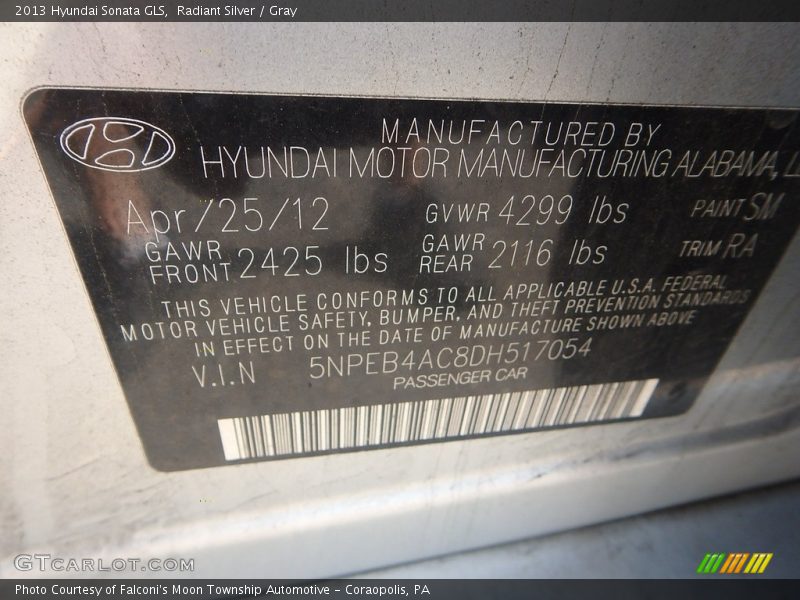 2013 Hyundai Sonata GLS,  Radiant Silver / Gray
MANUFACTURED BY
HYUNDAI MOTOR MANUFACTURING ALABAMA,
Apr/25/12 GVWR 4299 lbs PAINT SM
GAWR FRONT 2425 lbs GAWR REAR 2116 lbs TRIM RA
THIS VEHICLE CONFORMS TO ALL APPLICABLE U.S.A. FEDERAL
MOTOR VEHICLE SAFETY, BUMPER, AND THEFT PREVENTION STANDARDS
IN EFFECT ON THE DATE OF MANUFACTURE SHOWN ABOVE
V.I.N 5NPEB4AC8DH517054
PASSENGER CAR
GTCARLOT.COM
Photo Courtesy of Falconi's Moon Township Automotive – Coraopolis, PA